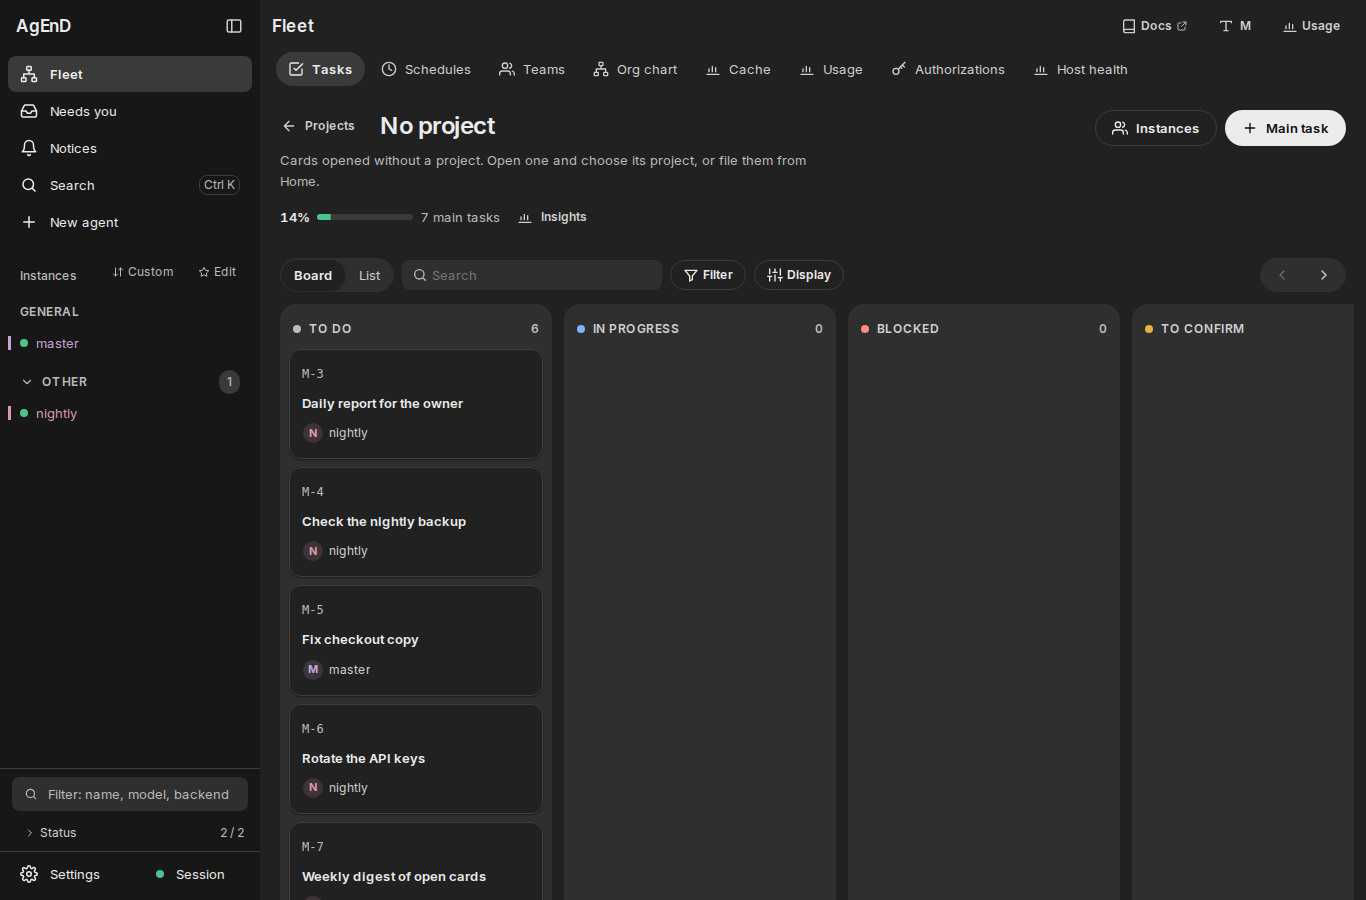 AgEnD
Fleet
Needs you
Notices
Search
Ctrl K
New agent
Instances
Custom
Edit
GENERAL
master
OTHER
1
nightly
Filter: name, model, backend
Status
2 / 2
Settings
Session
Fleet
Docs
M
Usage
Tasks
Schedules
Teams
Org chart
Cache
Usage
Authorizations
Host health
Projects
No project
Instances
Main task
Cards opened without a project. Open one and choose its project, or file them from
Home.
14%
7 main tasks
Insights
Board
List
Search
Filter
Display
TO DO
6
M-3
Daily report for the owner
N
nightly
M-4
Check the nightly backup
N
nightly
M-5
Fix checkout copy
M
master
M-6
Rotate the API keys
N
nightly
M-7
Weekly digest of open cards
IN PROGRESS
0
BLOCKED
0
TO CONFIRM